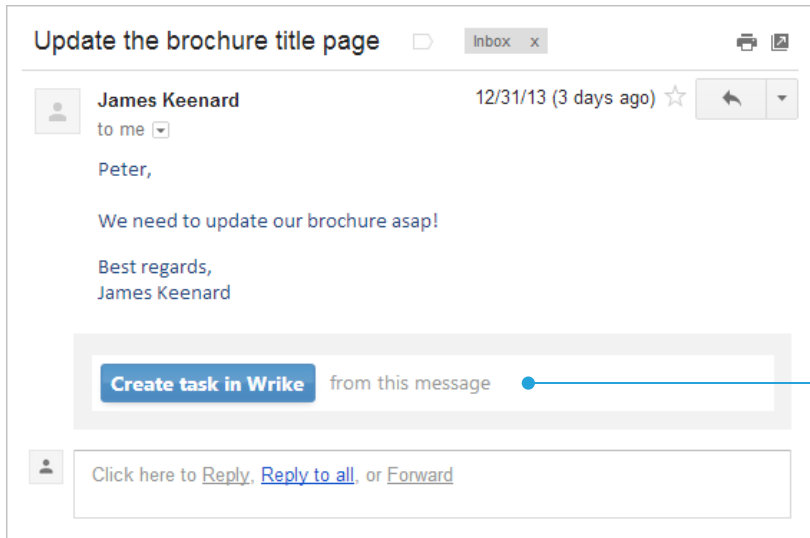 Update the brochure title page Inbox x
James Keenard 12/31/13 (3 days ago)
to me
Peter,
We need to update our brochure asap!
Best regards,
James Keenard
Create task in Wrike from this message
Click here to Reply, Reply to all, or Forward